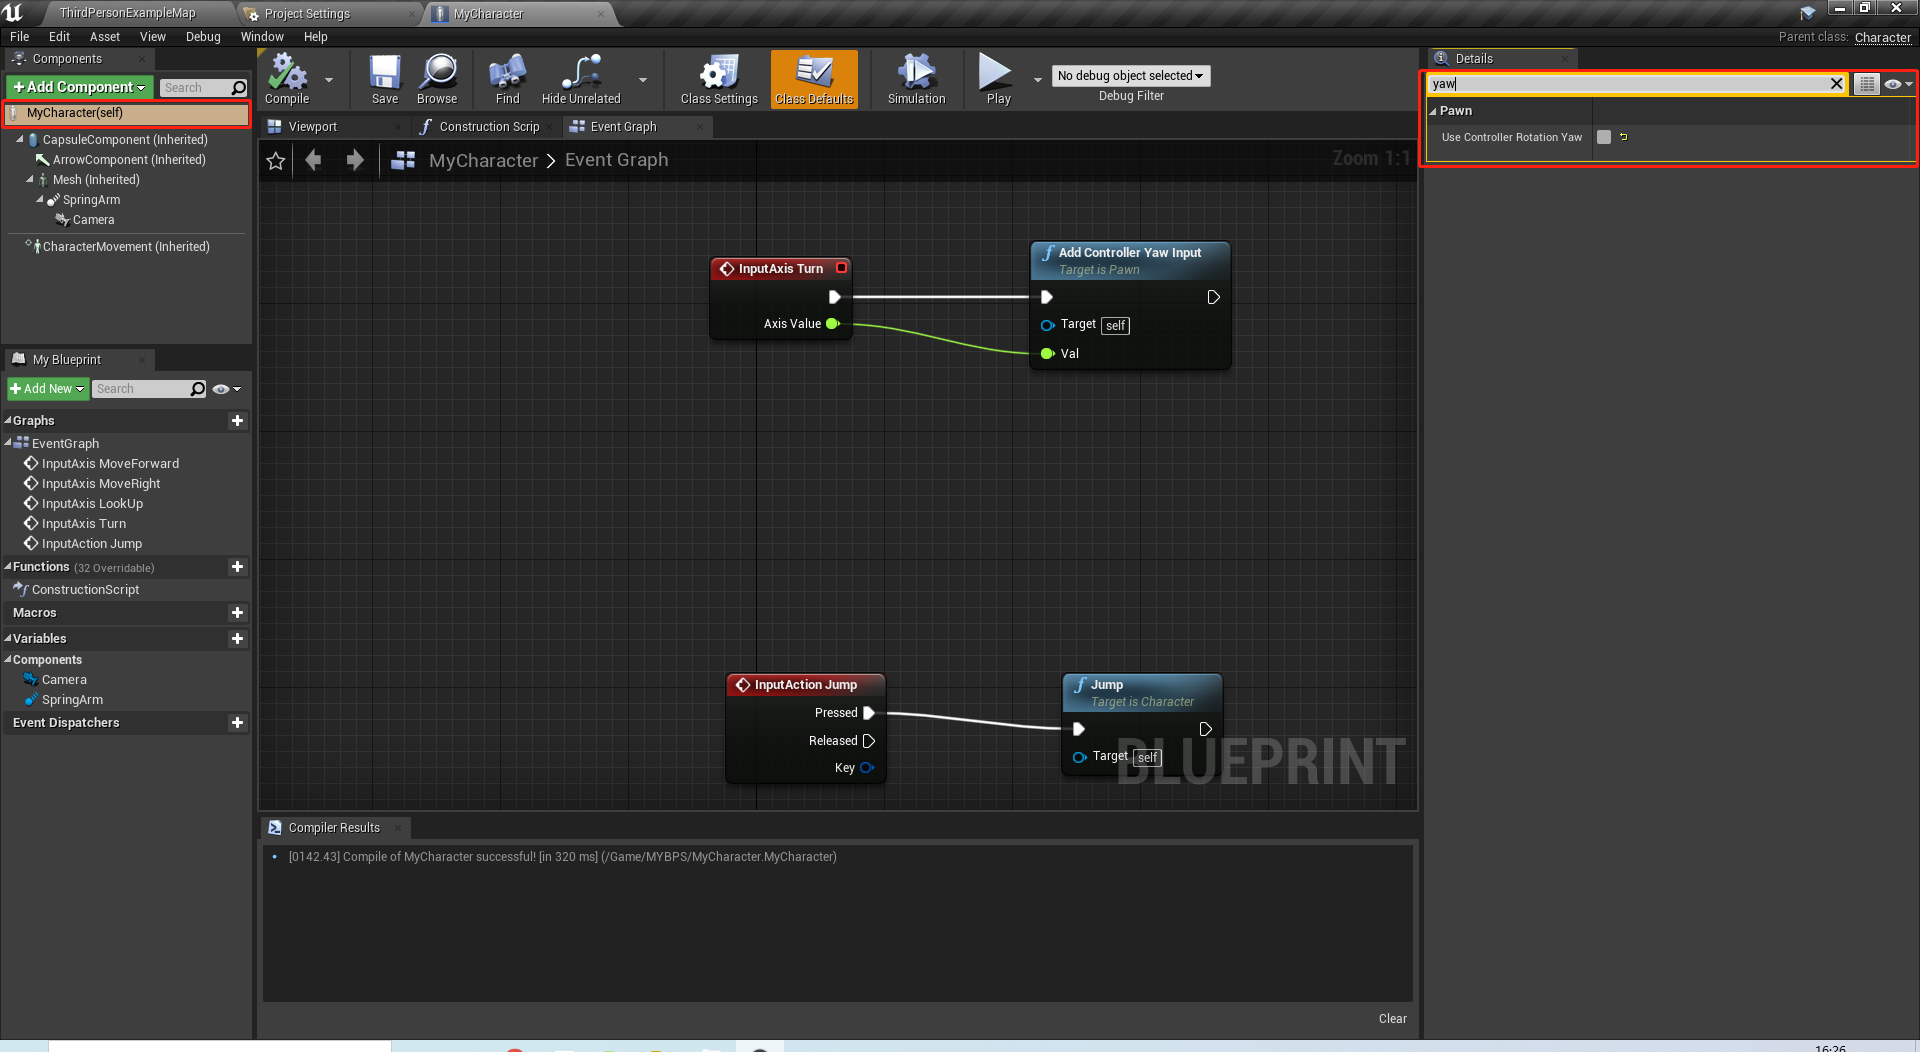 ThirdPersonExampleMap
Project Settings
MyCharacter
File Edit Asset View Debug Window Help
Parent class: Character
Components
+Add Component
Search
MyCharacter(self)
CapsuleComponent (Inherited)
ArrowComponent (Inherited)
Mesh (Inherited)
SpringArm
Camera
CharacterMovement (Inherited)
My Blueprint
+Add New
Search
Graphs
EventGraph
InputAxis MoveForward
InputAxis MoveRight
InputAxis LookUp
InputAxis Turn
InputAction Jump
Functions (32 Overridable)
ConstructionScript
Macros
Variables
Components
Camera
SpringArm
Event Dispatchers
Compile
Save
Browse
Find
Hide Unrelated
Class Settings
Class Defaults
Simulation
Play
No debug object selected
Debug Filter
Viewport
Construction Scrip
Event Graph
MyCharacter > Event Graph
Zoom 1:1
InputAxis Turn
Axis Value
Add Controller Yaw Input
Target is Pawn
Target self
Val
InputAction Jump
Pressed
Released
Key
Jump
Target is Character
Target self
BLUEPRINT
Compiler Results
[0142.43] Compile of MyCharacter successful! [in 320 ms] (/Game/MYBPS/MyCharacter.MyCharacter)
Clear
Details
yaw
Pawn
Use Controller Rotation Yaw
16:26